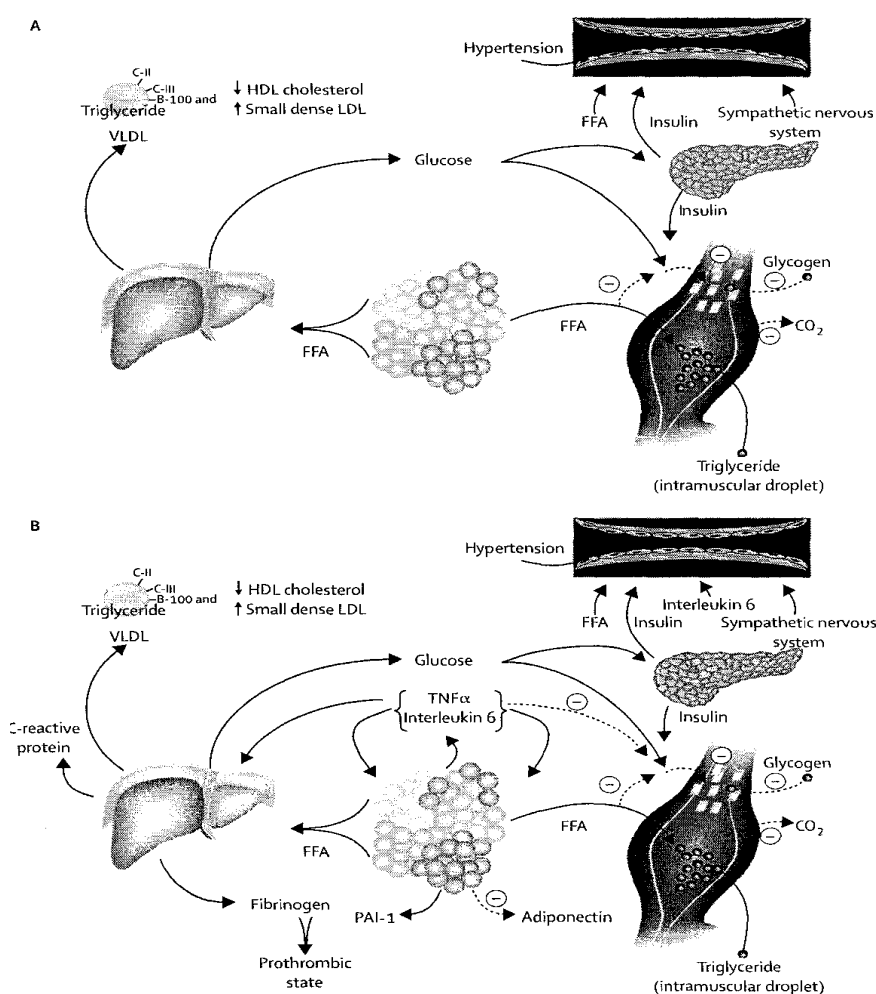 A
Hypertension
C-II
C-III
B-100 and
Triglyceride
VLDL
↓ HDL cholesterol
↑ Small dense LDL
FFA
Insulin
Sympathetic nervous
system
Glucose
Insulin
−
−
Glycogen
−
FFA
FFA
CO2
−
Triglyceride
(intramuscular droplet)
B
Hypertension
C-II
C-III
B-100 and
Triglyceride
VLDL
↓ HDL cholesterol
↑ Small dense LDL
Interleukin 6
FFA
Insulin
Sympathetic nervous
system
Glucose
TNFα
Interleukin 6
−
Insulin
C-reactive
protein
−
−
Glycogen
−
FFA
FFA
CO2
−
Fibrinogen
PAI-1
−
Adiponectin
Prothrombic
state
Triglyceride
(intramuscular droplet)